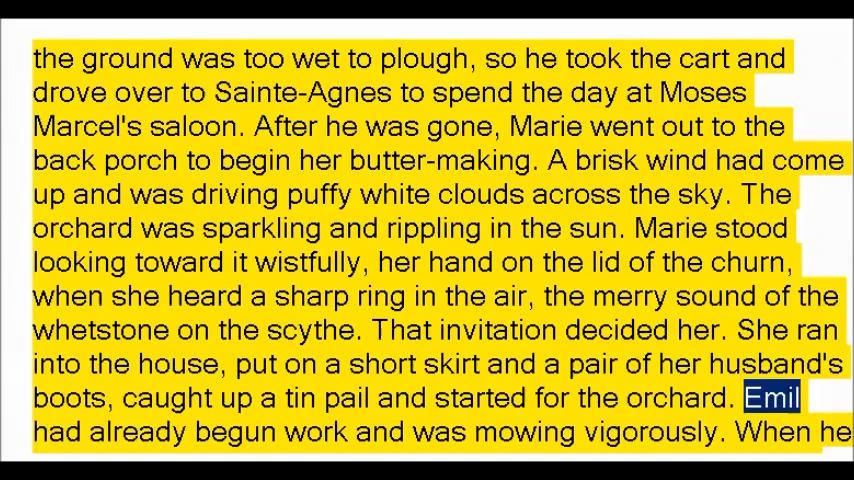 the ground was too wet to plough, so he took the cart and
drove over to Sainte-Agnes to spend the day at Moses
Marcel's saloon. After he was gone, Marie went out to the
back porch to begin her butter-making. A brisk wind had come
up and was driving puffy white clouds across the sky. The
orchard was sparkling and rippling in the sun. Marie stood
looking toward it wistfully, her hand on the lid of the churn,
when she heard a sharp ring in the air, the merry sound of the
whetstone on the scythe. That invitation decided her. She ran
into the house, put on a short skirt and a pair of her husband's
boots, caught up a tin pail and started for the orchard. Emil
had already begun work and was mowing vigorously. When he